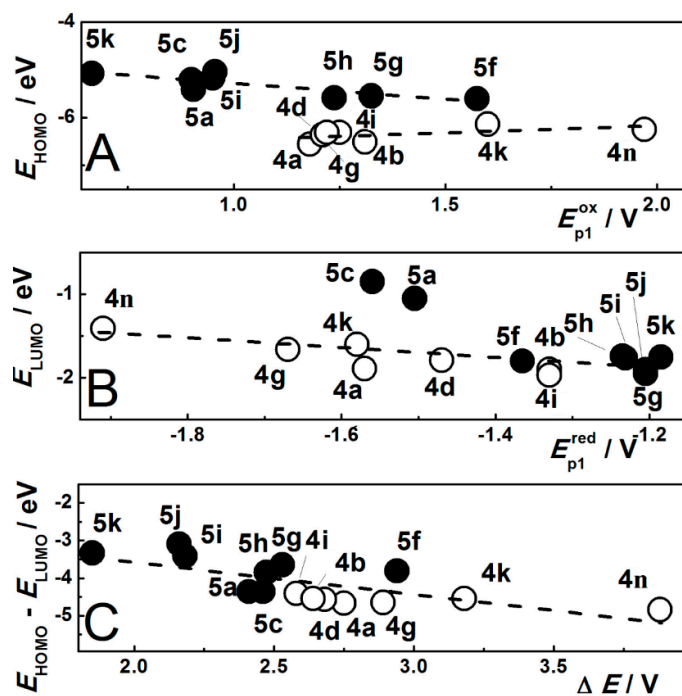 -4
5k
5c
5j
5h
5g
5f
5a
5i
-6
4d
4i
4a
4g
4b
4k
4n
A
E_HOMO / eV
1.0
1.5
2.0
E_p1^ox / V
5c
5a
-1
4n
4k
5f
4b
5h
5i
5j
5k
4g
4a
4d
4i
5g
-2
B
E_LUMO / eV
-1.8
-1.6
-1.4
-1.2
E_p1^red / V
-2
5k
5j
5i
5h
5g
4i
4b
5f
4k
4n
-3
-4
-5
5a
5c
4d
4a
4g
C
E_HOMO - E_LUMO / eV
2.0
2.5
3.0
3.5
Δ E / V